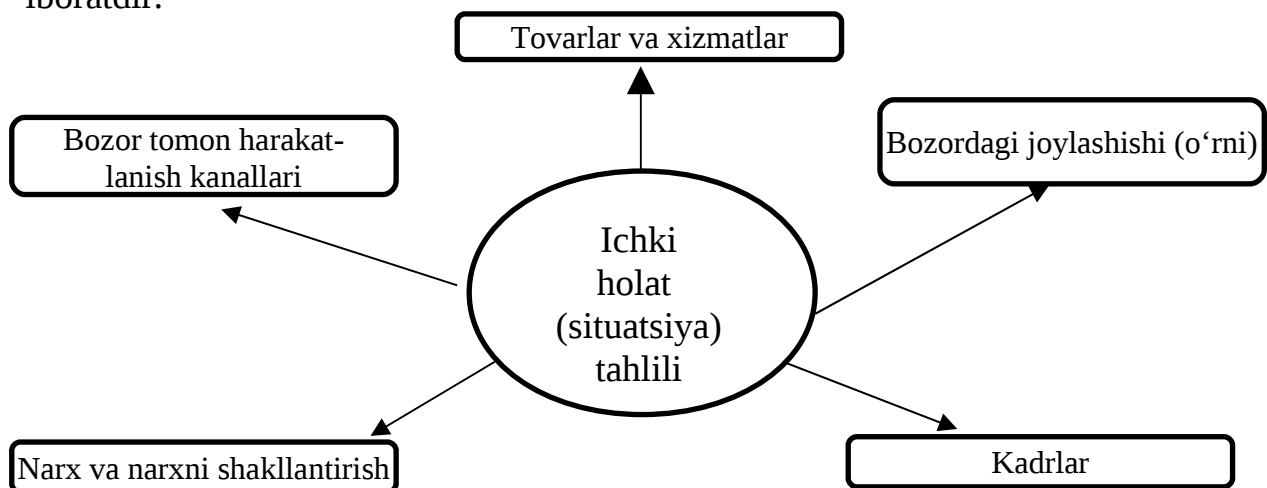 iboratdir:
Tovarlar va xizmatlar
Bozor tomon harakat-
lanish kanallari
Bozordagi joylashishi (o‘rni)
Ichki
holat
(situatsiya)
tahlili
Narx va narxni shakllantirish
Kadrlar